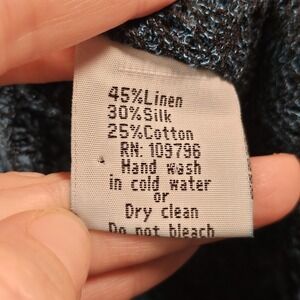 45%Linen
30%Silk
25%Cotton
RN: 109796
Hand wash
in cold water
or
Dry clean
Do not bleach